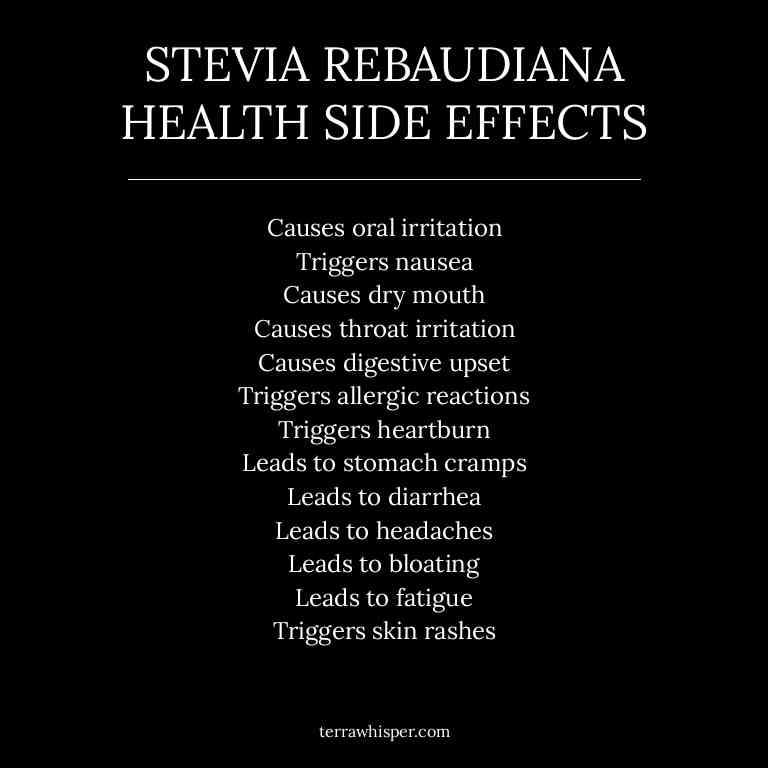 STEVIA REBAUDIANA
HEALTH SIDE EFFECTS
Causes oral irritation
Triggers nausea
Causes dry mouth
Causes throat irritation
Causes digestive upset
Triggers allergic reactions
Triggers heartburn
Leads to stomach cramps
Leads to diarrhea
Leads to headaches
Leads to bloating
Leads to fatigue
Triggers skin rashes
terrawhisper.com